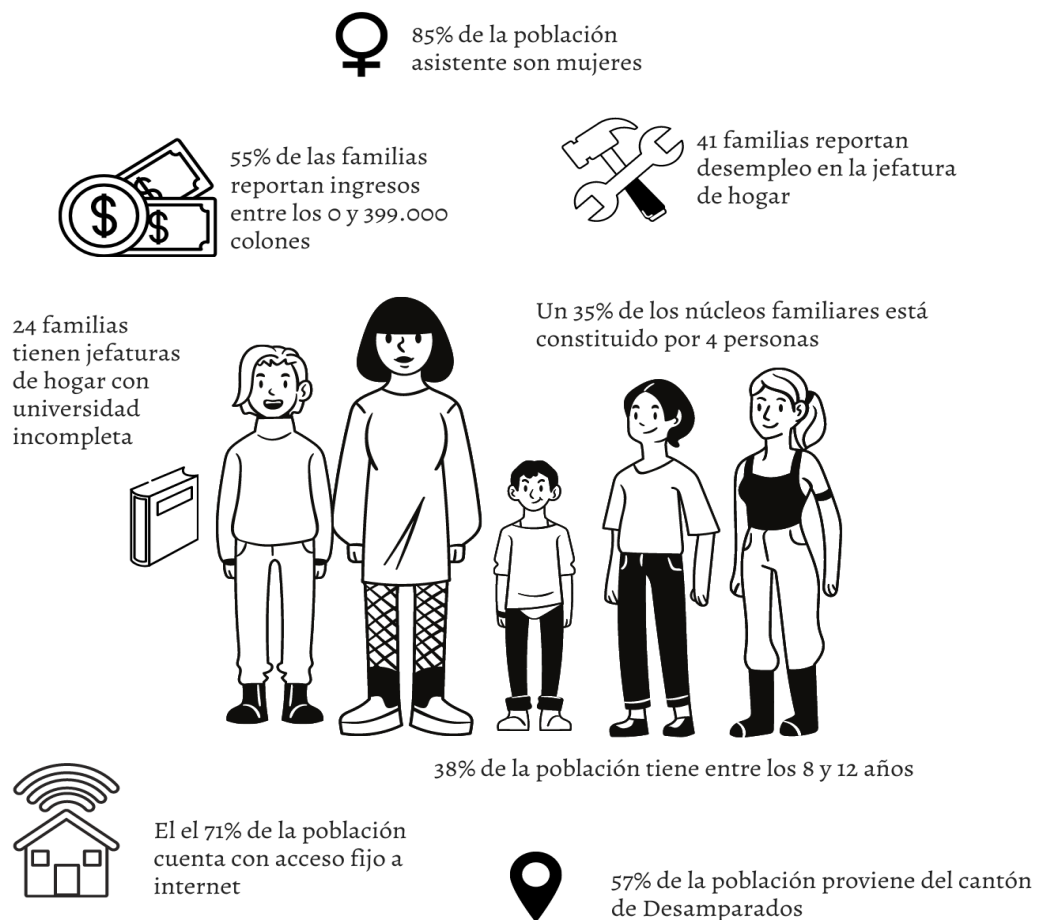 85% de la población
asistente son mujeres
55% de las familias
reportan ingresos
entre los 0 y 399.000
colones
41 familias reportan
desempleo en la jefatura
de hogar
24 familias
tienen jefaturas
de hogar con
universidad
incompleta
Un 35% de los núcleos familiares está
constituido por 4 personas
38% de la población tiene entre los 8 y 12 años
El el 71% de la población
cuenta con acceso fijo a
internet
57% de la población proviene del cantón
de Desamparados